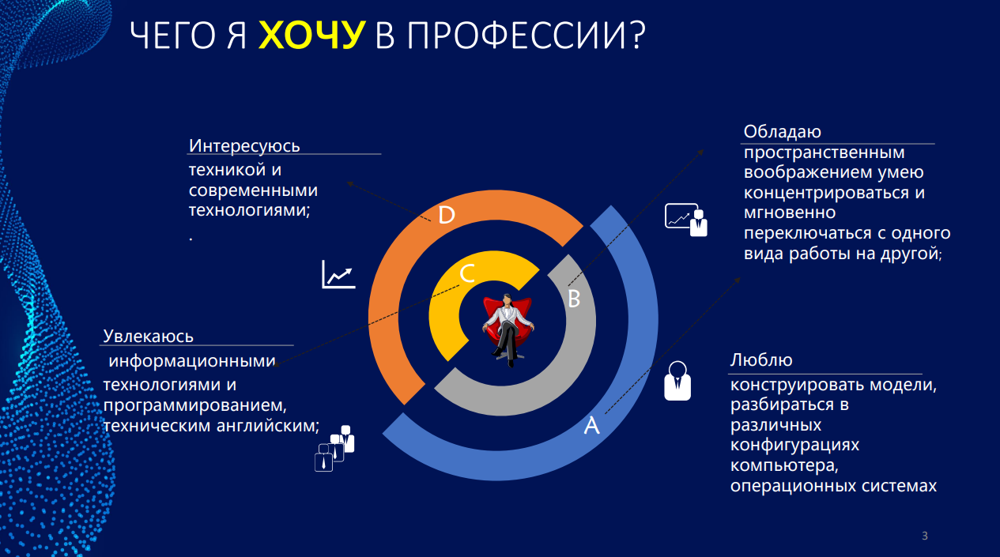 ЧЕГО Я ХОЧУ В ПРОФЕССИИ?
Интересуюсь
техникой и
современными
технологиями;
.
Обладаю
пространственным
воображением умею
концентрироваться и
мгновенно
переключаться с одного
вида работы на другой;
D
C
B
A
Увлекаюсь
информационными
технологиями и
программированием,
техническим английским;
Люблю
конструировать модели,
разбираться в
различных
конфигурациях
компьютера,
операционных системах
3